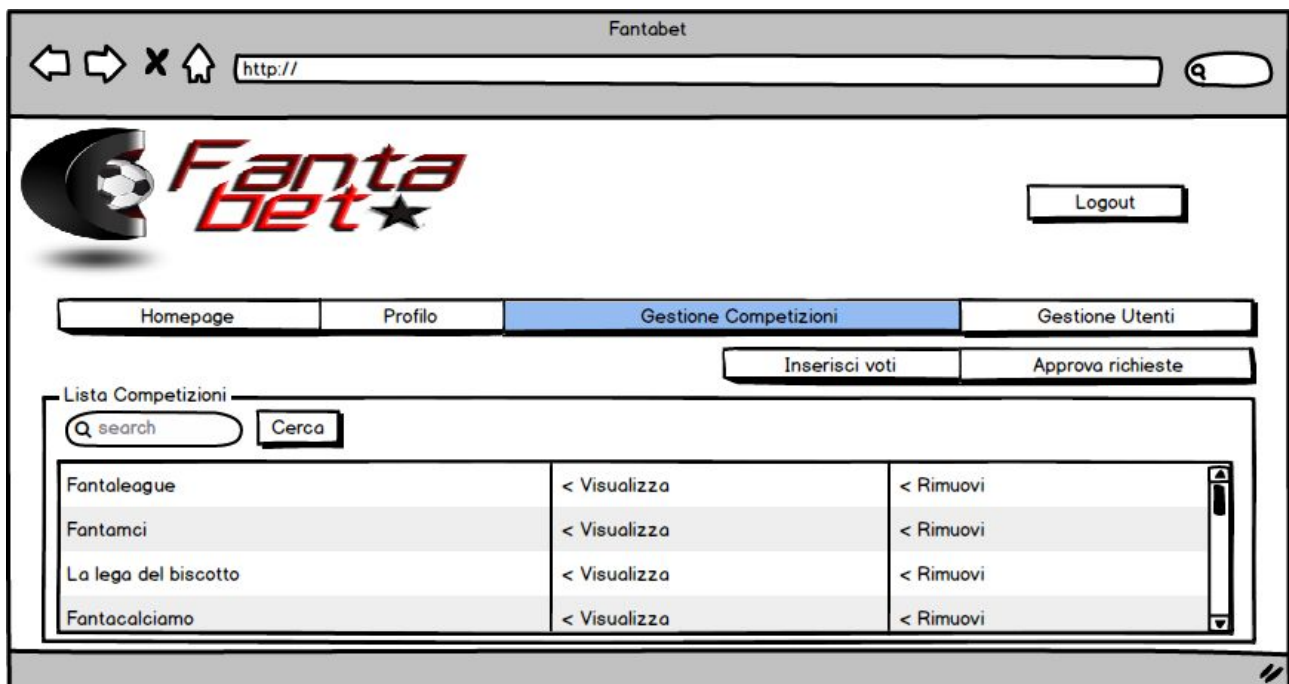 Fantabet
http://
Fanta
bet
Logout
Homepage Profilo Gestione Competizioni Gestione Utenti
Inserisci voti Approva richieste
Lista Competizioni
search Cerca
Fantaleague < Visualizza < Rimuovi
Fantamci < Visualizza < Rimuovi
La lega del biscotto < Visualizza < Rimuovi
Fantacalciamo < Visualizza < Rimuovi